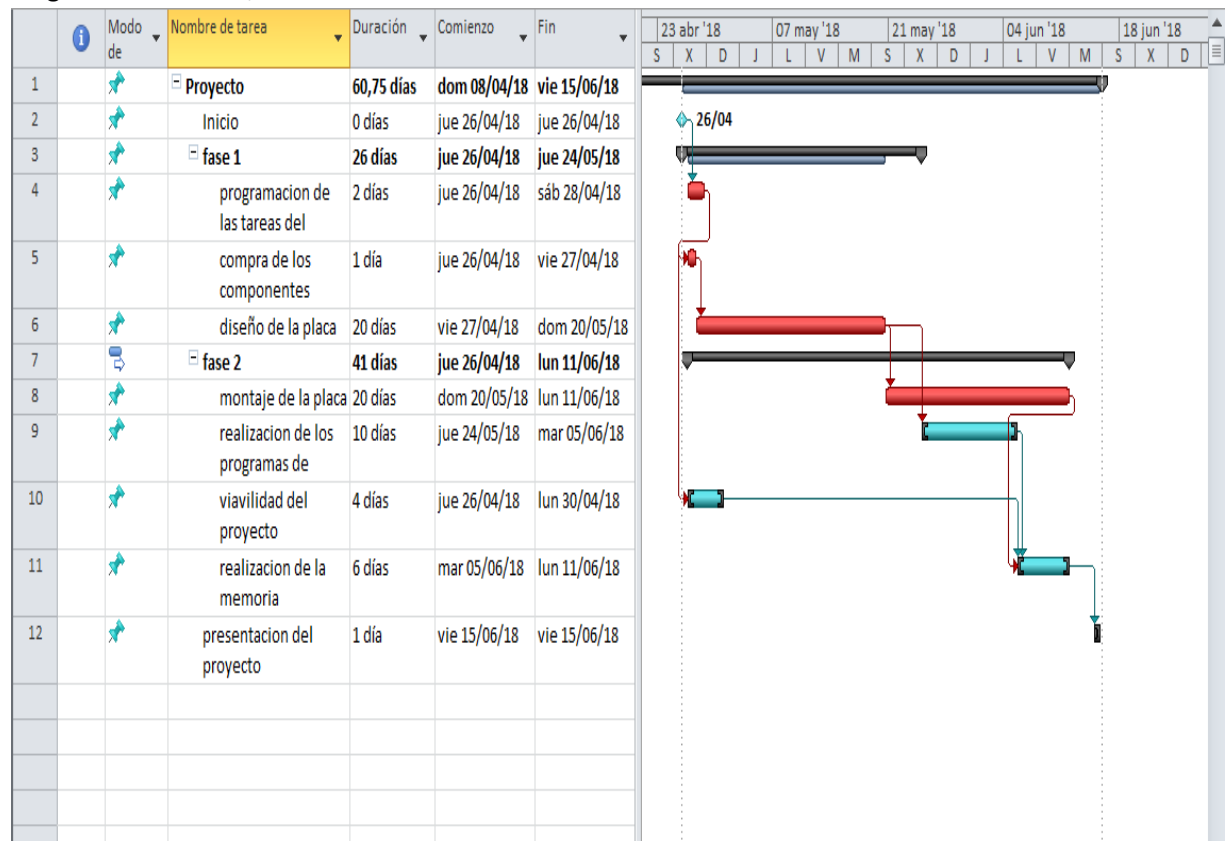 Modo de Nombre de tarea Duración Comienzo Fin
23 abr '18 07 may '18 21 may '18 04 jun '18 18 jun '18
S X D J L V M S X D J L V M S X D
1 Proyecto 60,75 días dom 08/04/18 vie 15/06/18
2 Inicio 0 días jue 26/04/18 jue 26/04/18
26/04
3 fase 1 26 días jue 26/04/18 jue 24/05/18
4 programacion de 2 días jue 26/04/18 sáb 28/04/18
las tareas del
5 compra de los 1 día jue 26/04/18 vie 27/04/18
componentes
6 diseño de la placa 20 días vie 27/04/18 dom 20/05/18
7 fase 2 41 días jue 26/04/18 lun 11/06/18
8 montaje de la placa 20 días dom 20/05/18 lun 11/06/18
9 realizacion de los 10 días jue 24/05/18 mar 05/06/18
programas de
10 viavilidad del 4 días jue 26/04/18 lun 30/04/18
proyecto
11 realizacion de la 6 días mar 05/06/18 lun 11/06/18
memoria
12 presentacion del 1 día vie 15/06/18 vie 15/06/18
proyecto